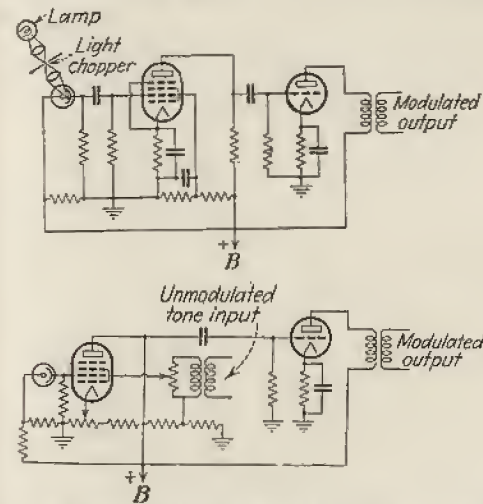 Lamp
Light
chopper
Modulated
output
+
B
Unmodulated
tone input
Modulated
output
+
B